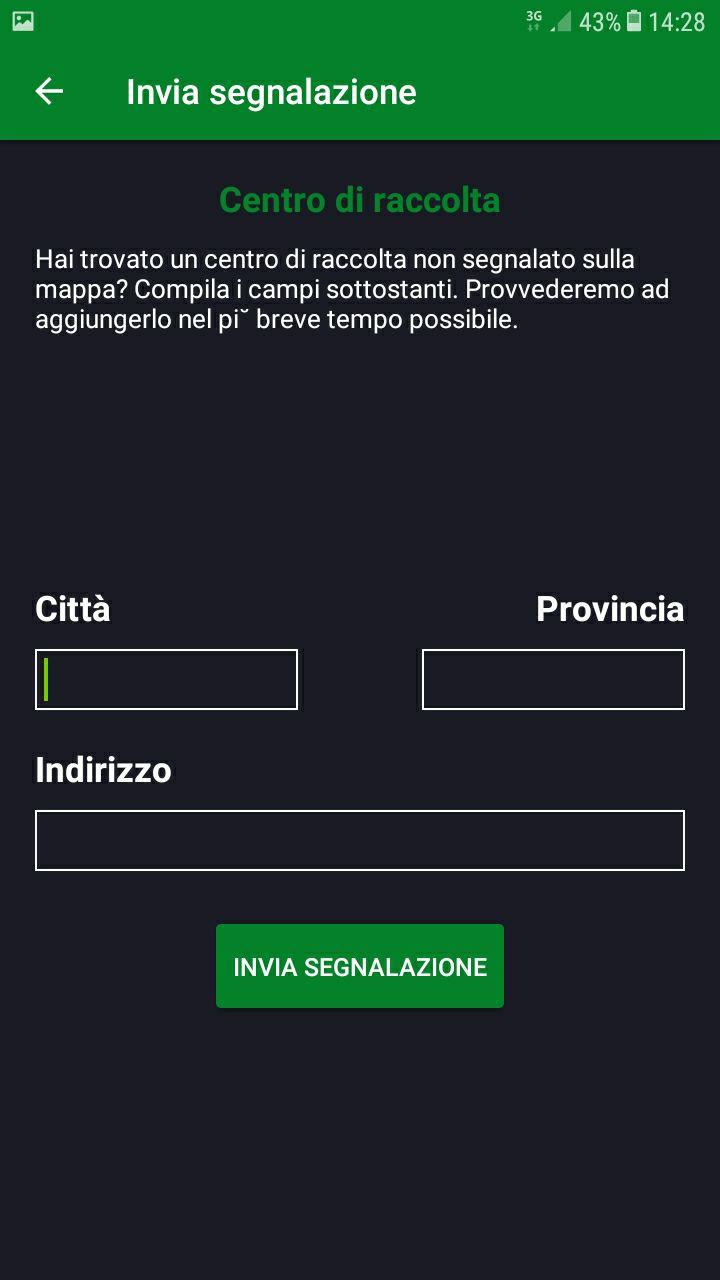 3G 43% 14:28
Invia segnalazione
Centro di raccolta
Hai trovato un centro di raccolta non segnalato sulla
mappa? Compila i campi sottostanti. Provvederemo ad
aggiungerlo nel pi˘ breve tempo possibile.
Città Provincia
Indirizzo
INVIA SEGNALAZIONE